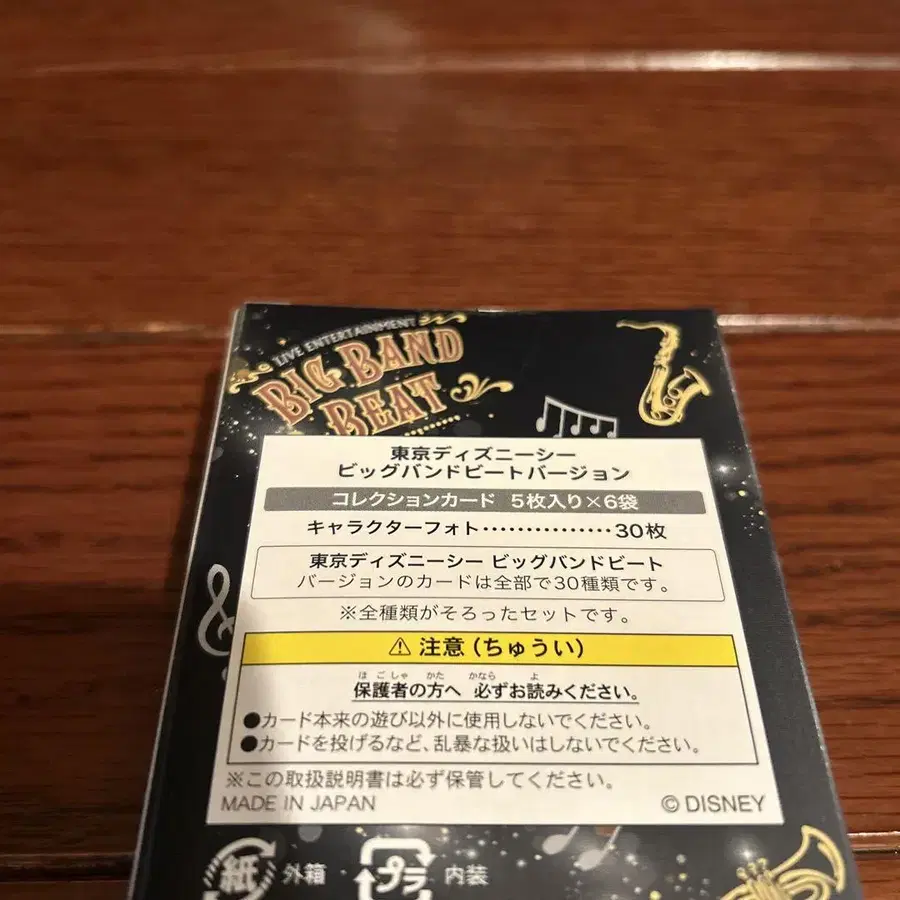 LIVE ENTERTAINMENT
BIG BAND
BEAT
東京ディズニーシー
ビッグバンドビートバージョン
コレクションカード 5枚入り×6袋
キャラクターフォト・・・・・・・・・・・・・・・30枚
東京ディズニーシー ビッグバンドビート
バージョンのカードは全部で30種類です。
※全種類がそろったセットです。
⚠ 注意(ちゅうい)
ほごしゃ かた かなら よ
保護者の方へ 必ずお読みください。
●カード本来の遊び以外に使用しないでください。
●カードを投げるなど、乱暴な扱いはしないでください。
※この取扱説明書は必ず保管してください。
MADE IN JAPAN
© DISNEY
紙 外箱 プラ 内装